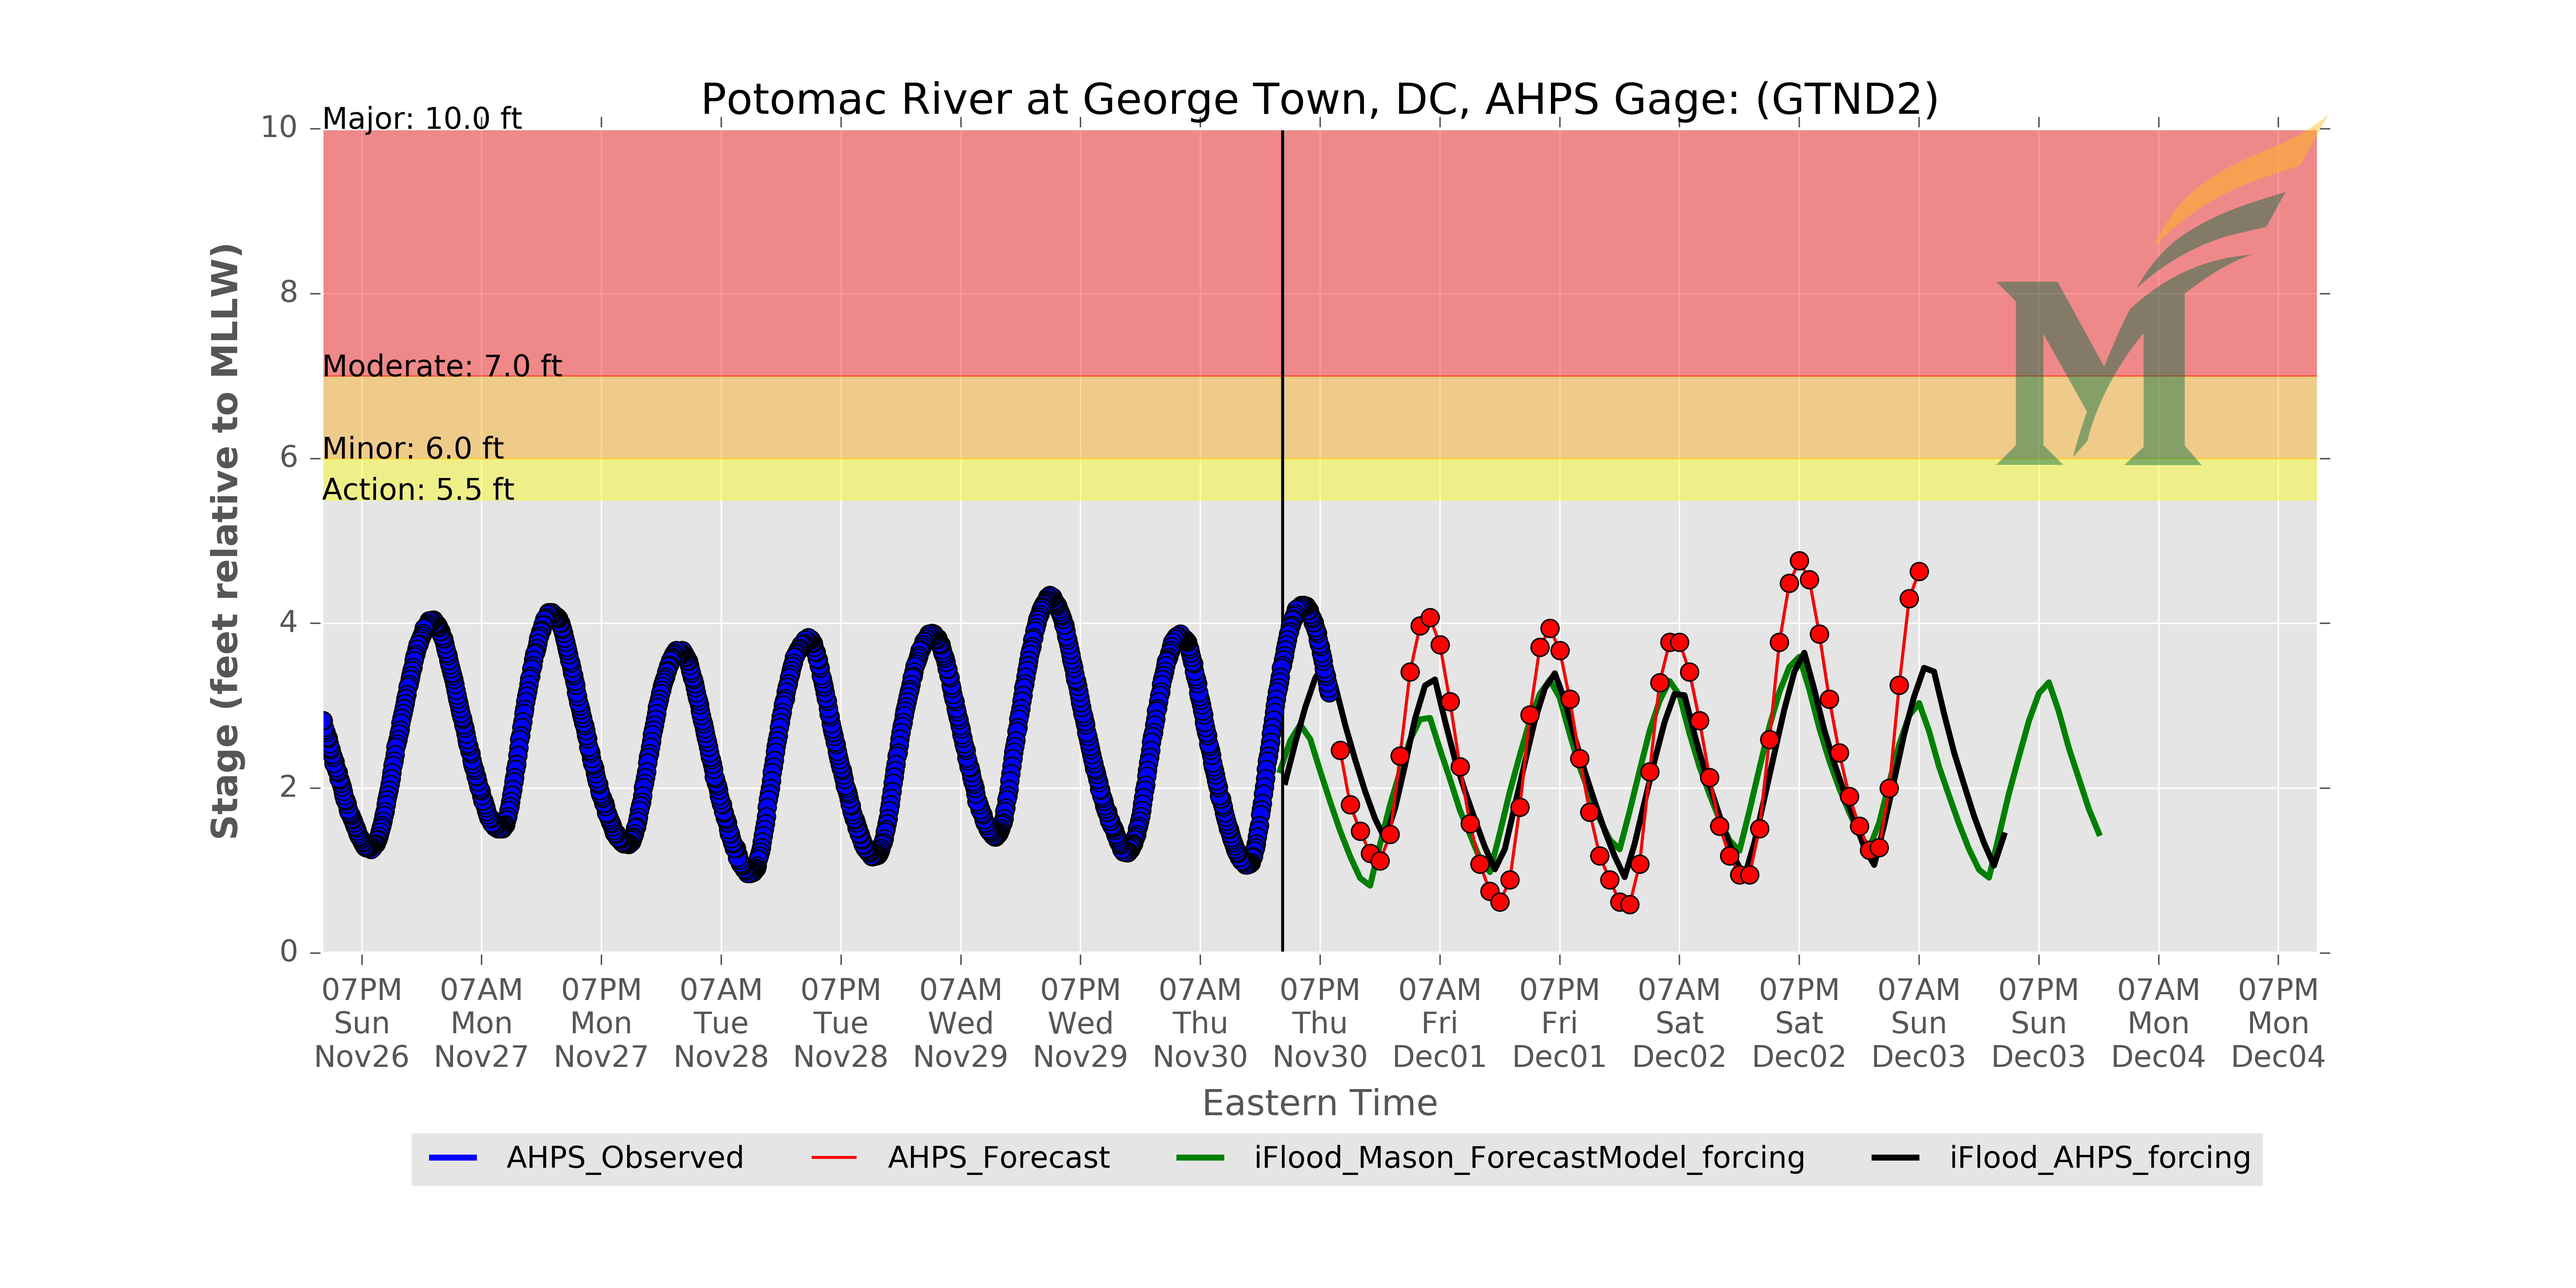 Potomac River at George Town, DC, AHPS Gage: (GTND2)
Major: 10.0 ft
Moderate: 7.0 ft
Minor: 6.0 ft
Action: 5.5 ft
Stage (feet relative to MLLW)
10
8
6
4
2
0
07PM 07AM 07PM 07AM 07PM 07AM 07PM 07AM 07PM 07AM 07PM 07AM 07PM 07AM 07PM 07AM 07PM
Sun Mon Mon Tue Tue Wed Wed Thu Thu Fri Fri Sat Sat Sun Sun Mon Mon
Nov26 Nov27 Nov27 Nov28 Nov28 Nov29 Nov29 Nov30 Nov30 Dec01 Dec01 Dec02 Dec02 Dec03 Dec03 Dec04 Dec04
Eastern Time
AHPS_Observed AHPS_Forecast iFlood_Mason_ForecastModel_forcing iFlood_AHPS_forcing
M